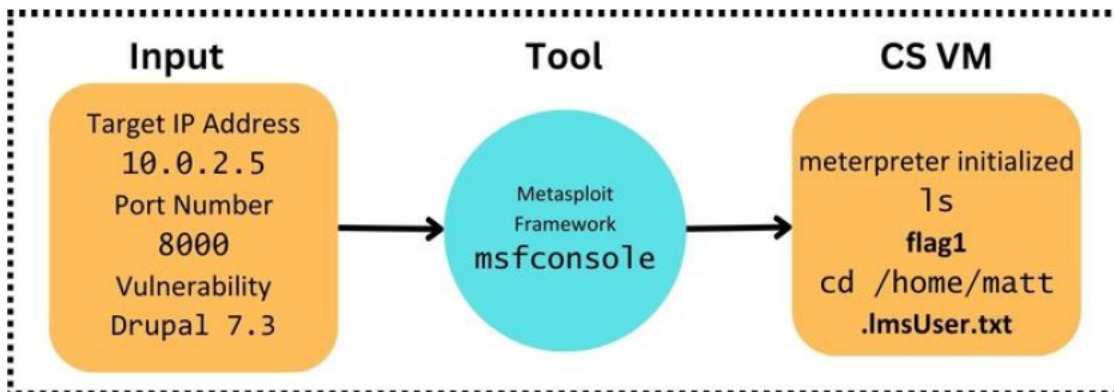 Input
Target IP Address
10.0.2.5
Port Number
8000
Vulnerability
Drupal 7.3
Tool
Metasploit
Framework
msfconsole
CS VM
meterpreter initialized
ls
flag1
cd /home/matt
.lmsUser.txt